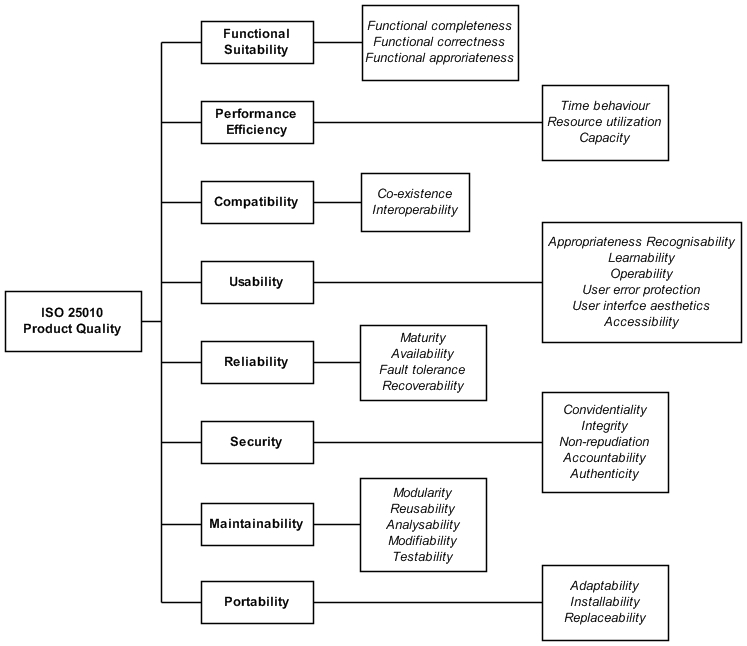 ISO 25010
Product Quality
Functional
Suitability
Functional completeness
Functional correctness
Functional approriateness
Performance
Efficiency
Time behaviour
Resource utilization
Capacity
Compatibility
Co-existence
Interoperability
Usability
Appropriateness Recognisability
Learnability
Operability
User error protection
User interfce aesthetics
Accessibility
Reliability
Maturity
Availability
Fault tolerance
Recoverability
Security
Convidentiality
Integrity
Non-repudiation
Accountability
Authenticity
Maintainability
Modularity
Reusability
Analysability
Modifiability
Testability
Portability
Adaptability
Installability
Replaceability